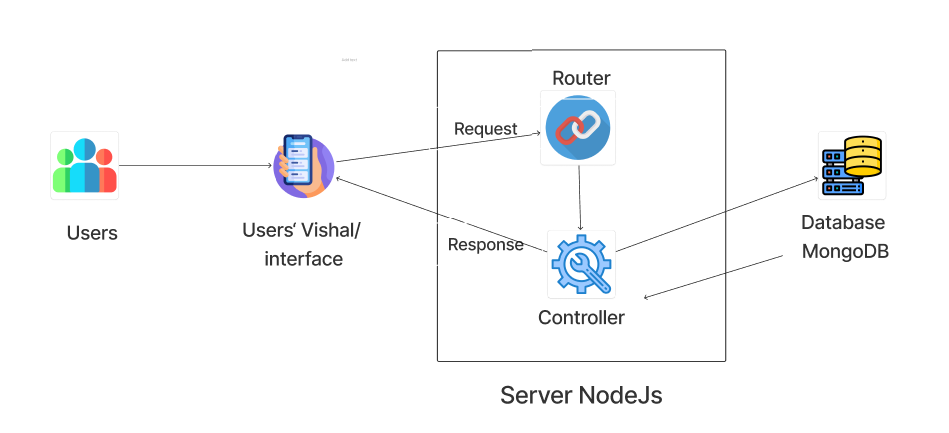 Router
Request
Users
Users‘ Vishal/
interface
Response
Database
MongoDB
Controller
Server NodeJs